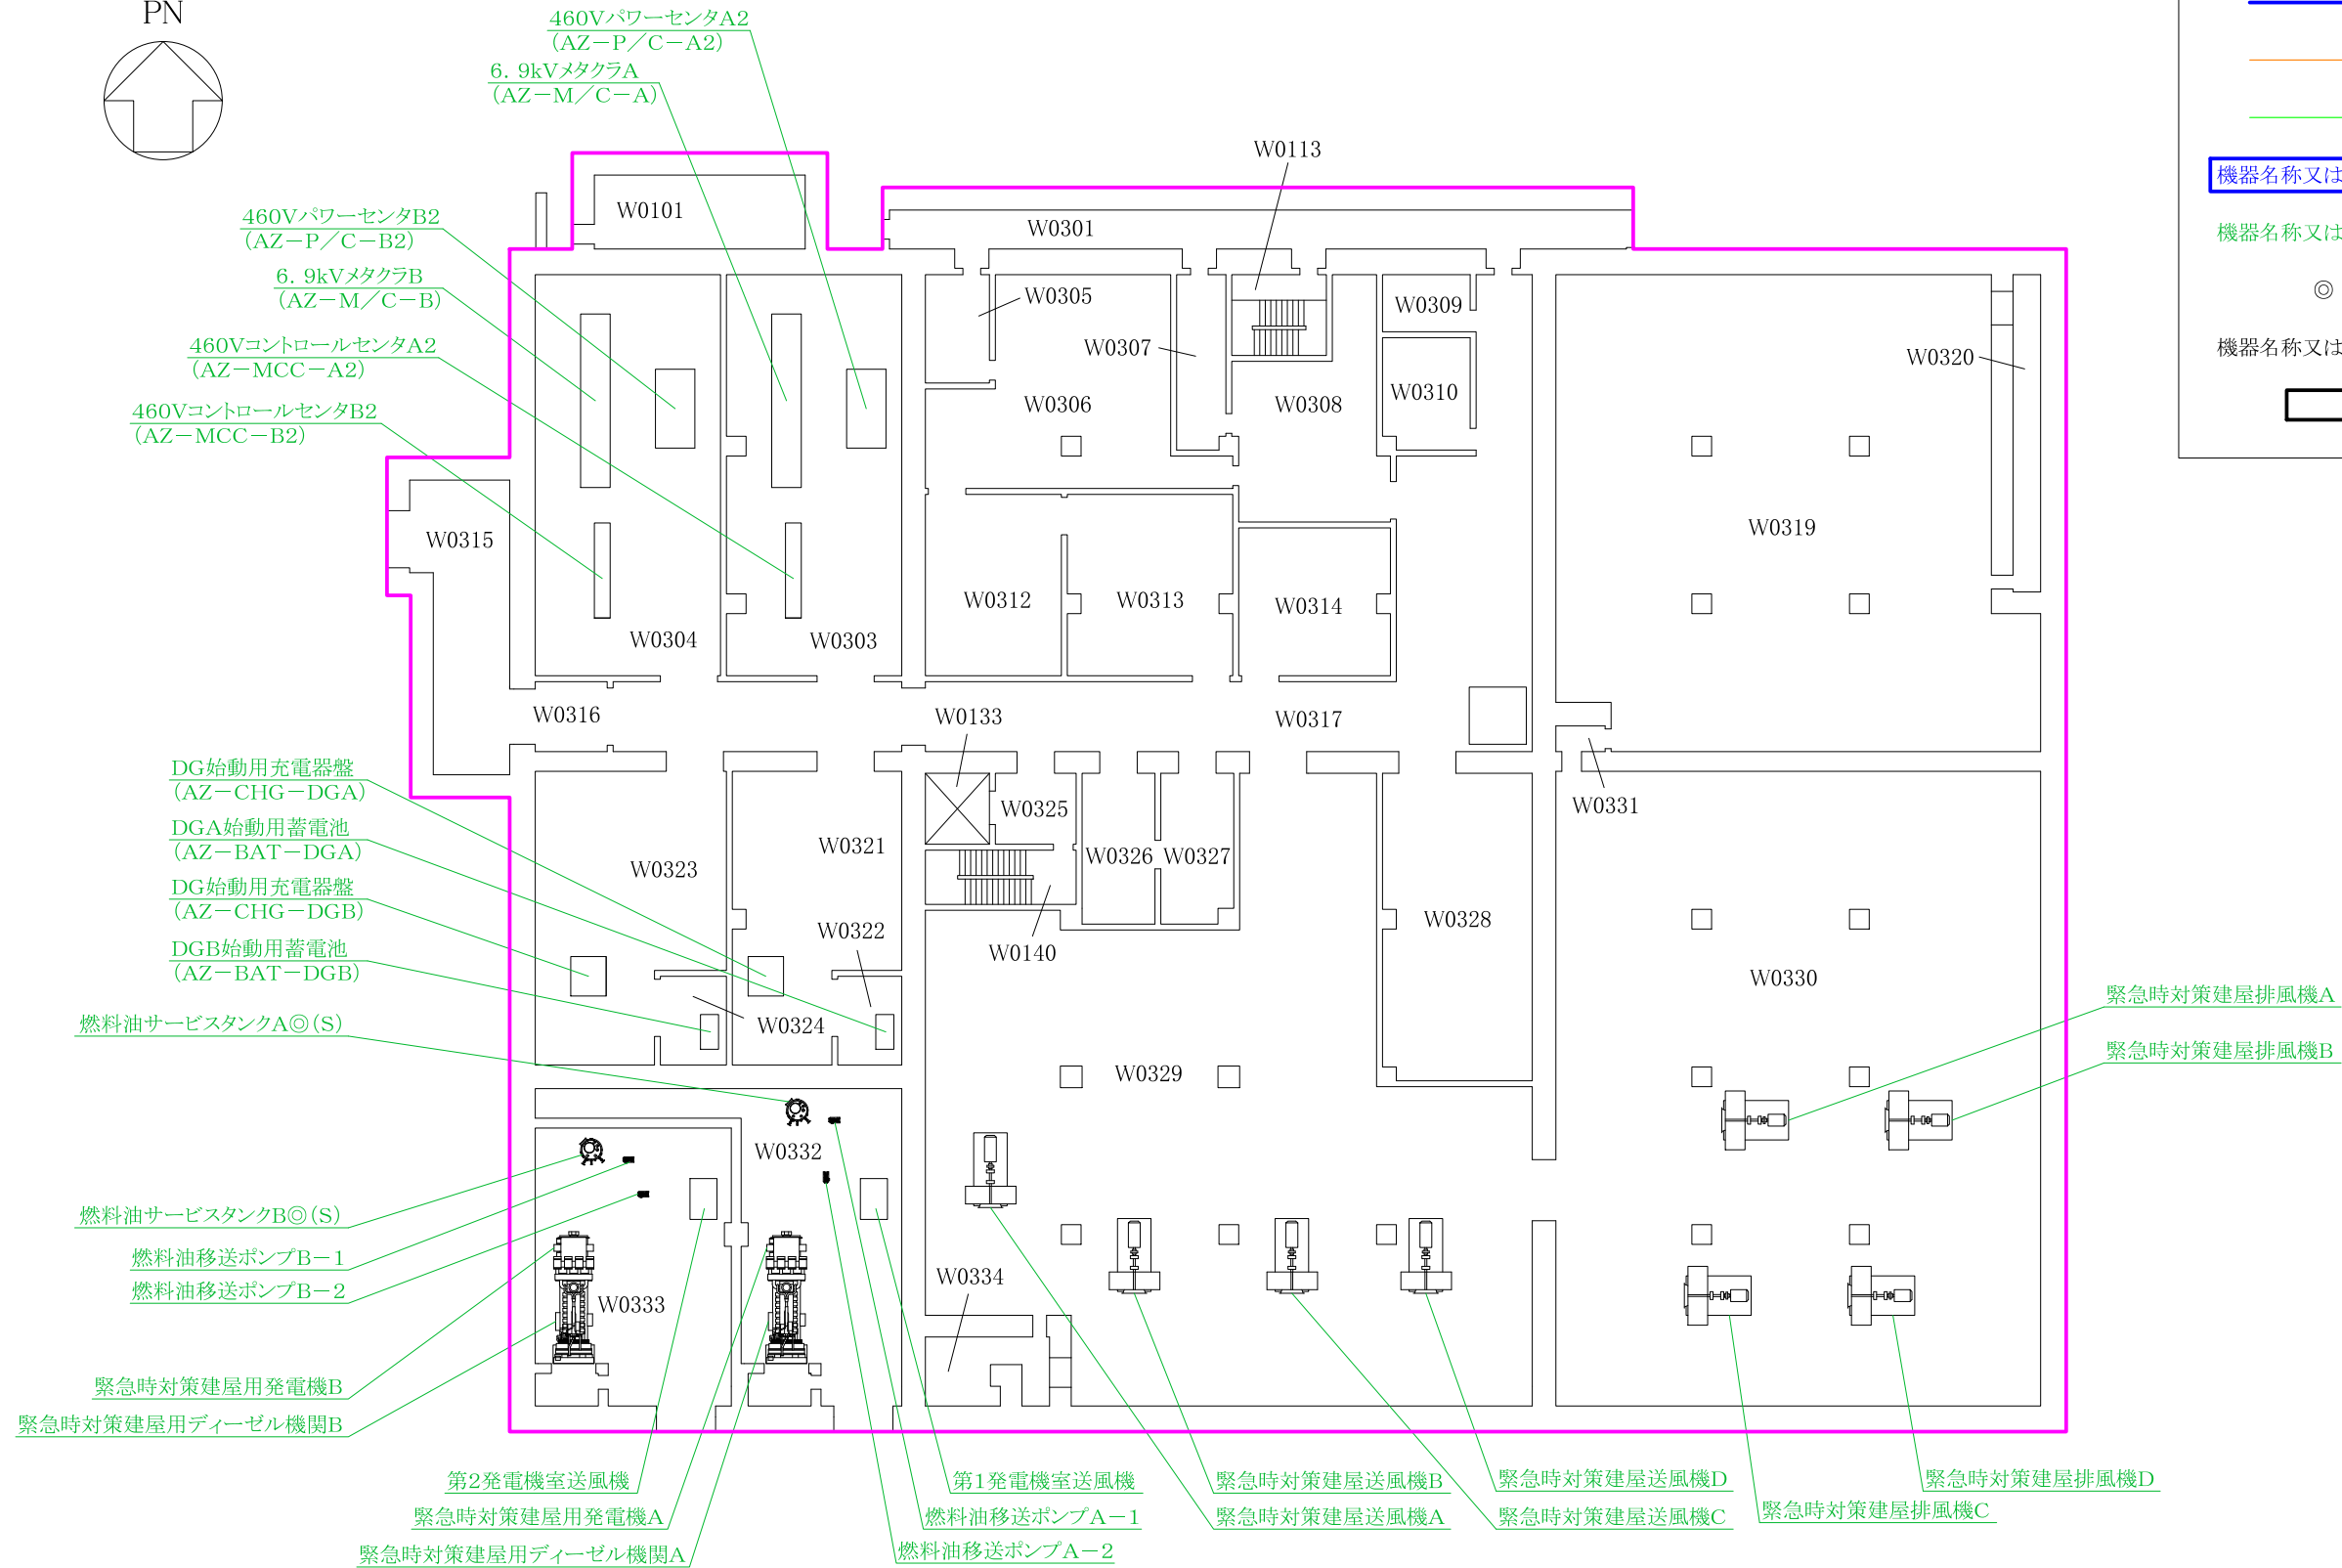 PN
460VパワーセンタA2
(AZ－P／C－A2)
6．9kVメタクラA
(AZ－M／C－A)
460VパワーセンタB2
(AZ－P／C－B2)
6．9kVメタクラB
(AZ－M／C－B)
460VコントロールセンタA2
(AZ－MCC－A2)
460VコントロールセンタB2
(AZ－MCC－B2)
機器名称又は
機器名称又は
◎
機器名称又は
W0113
W0101
W0301
W0305
W0309
W0307
W0320
W0306
W0308
W0310
W0315
W0319
W0312
W0313
W0314
W0304
W0303
W0316
W0133
W0317
DG始動用充電器盤
(AZ－CHG－DGA)
DGA始動用蓄電池
(AZ－BAT－DGA)
DG始動用充電器盤
(AZ－CHG－DGB)
DGB始動用蓄電池
(AZ－BAT－DGB)
W0325
W0331
W0321
W0326
W0327
W0323
W0322
W0328
W0140
W0330
W0324
W0329
燃料油サービスタンクA◎(S)
緊急時対策建屋排風機A
緊急時対策建屋排風機B
W0332
燃料油サービスタンクB◎(S)
燃料油移送ポンプB－1
燃料油移送ポンプB－2
W0334
W0333
緊急時対策建屋用発電機B
緊急時対策建屋用ディーゼル機関B
第2発電機室送風機
緊急時対策建屋用発電機A
緊急時対策建屋用ディーゼル機関A
第1発電機室送風機
燃料油移送ポンプA－1
燃料油移送ポンプA－2
緊急時対策建屋送風機B
緊急時対策建屋送風機A
緊急時対策建屋送風機D
緊急時対策建屋送風機C
緊急時対策建屋排風機D
緊急時対策建屋排風機C